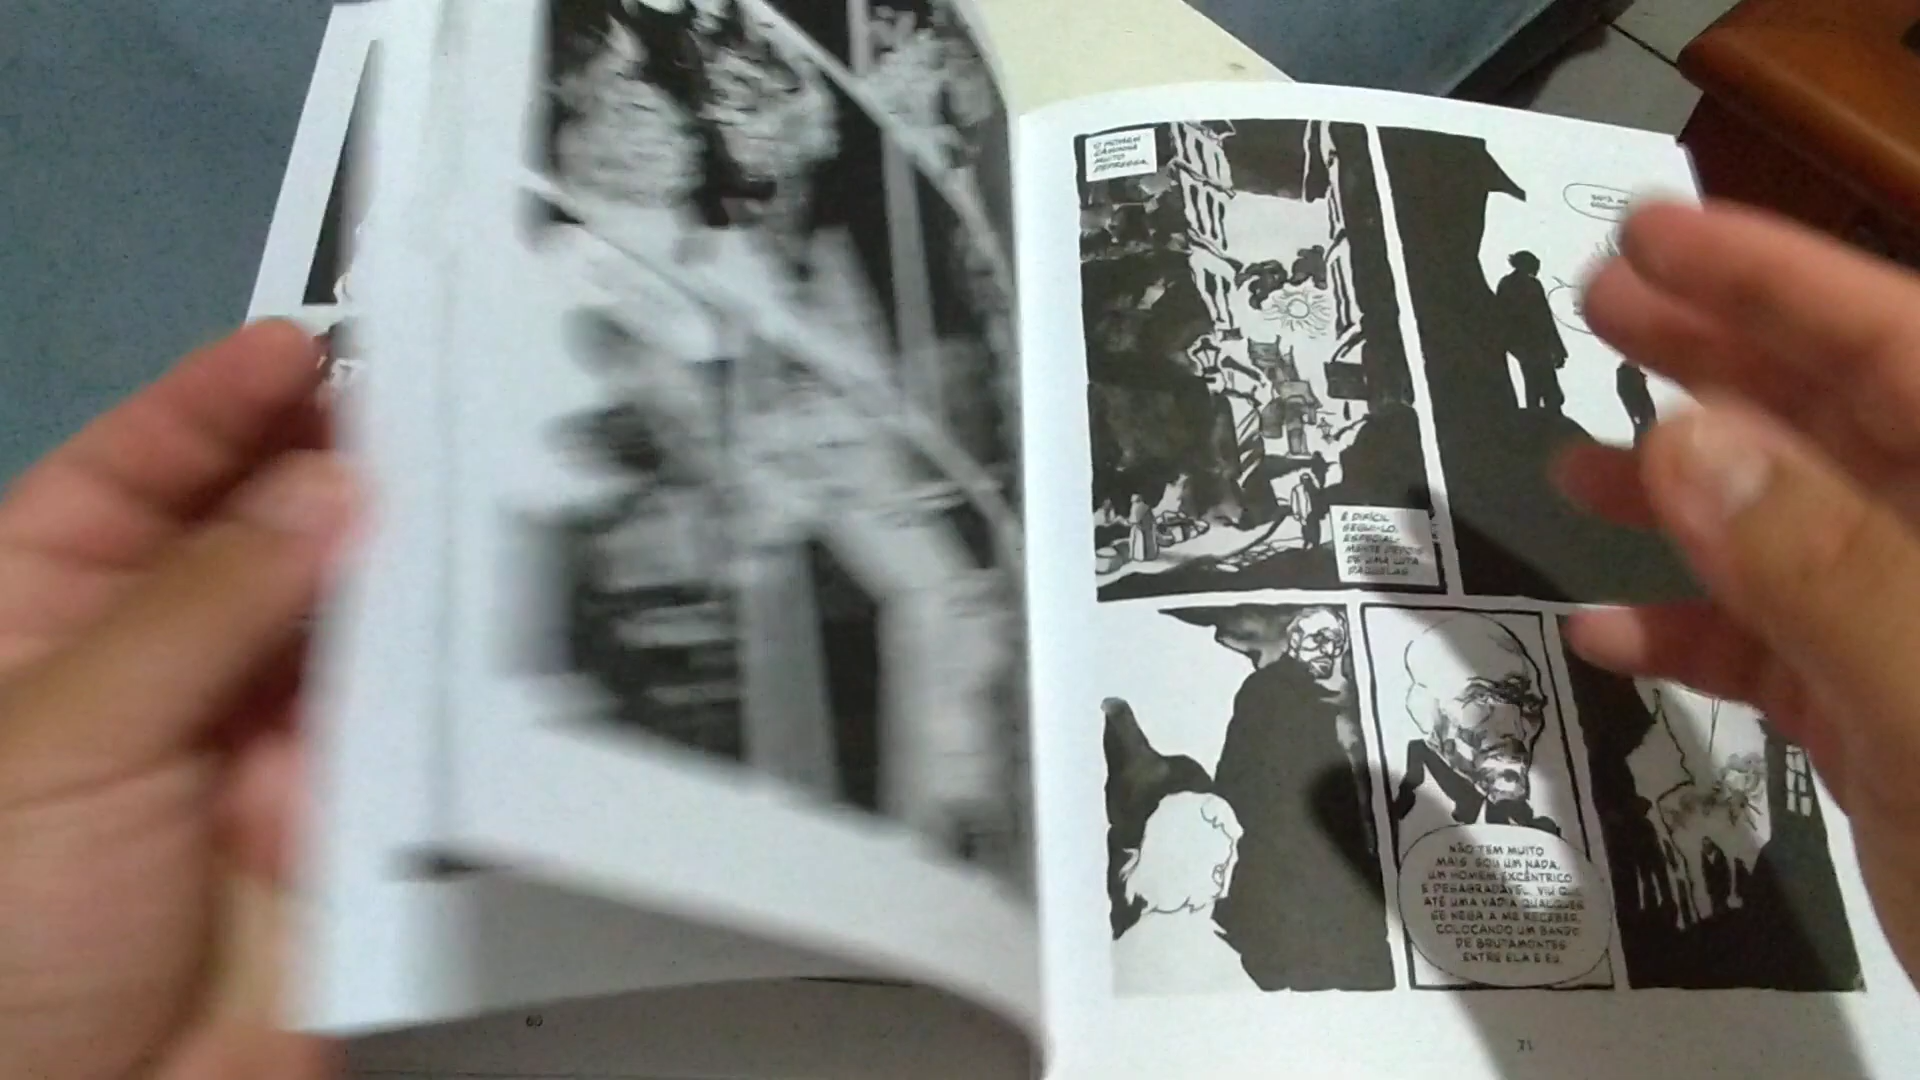 O HOMEM
CAMINHA
MUITO
DEPRESSA.
É DIFÍCIL
SEGUI-LO,
ESPECIAL-
MENTE DEPOIS
DE UMA LUTA
DAQUELAS.
NÃO TEM MUITO
MAIS. SOU UM NADA,
UM HOMEM EXCÊNTRICO
E DESAGRADÁVEL. VIU QUE
ATÉ UMA VADIA QUALQUER
SE NEGA A ME RECEBER,
COLOCANDO UM BANDO
DE BRUTAMONTES
ENTRE ELA E EU.
60
71